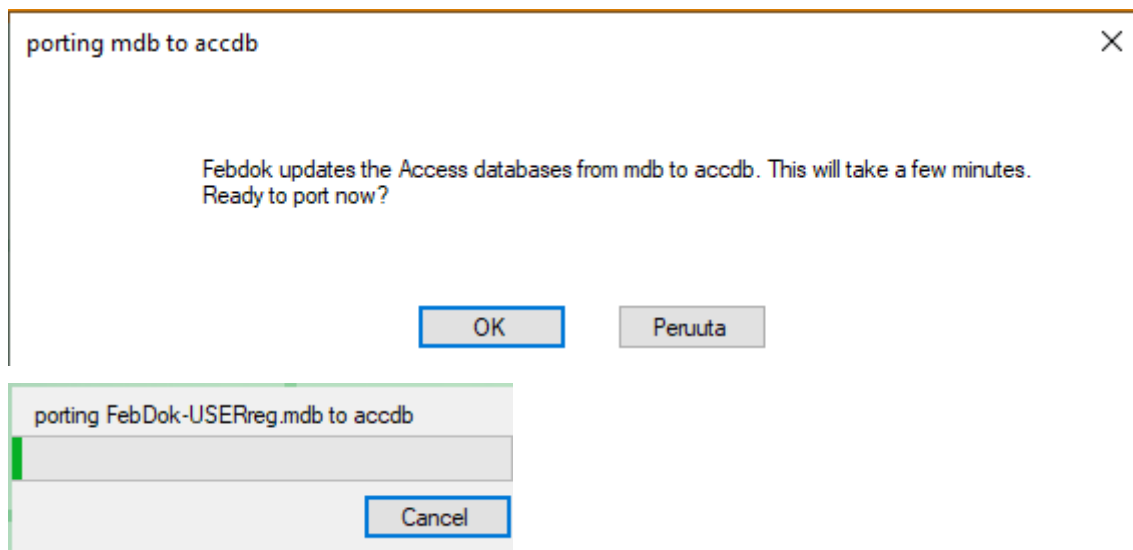 porting mdb to accdb
Febdok updates the Access databases from mdb to accdb. This will take a few minutes.
Ready to port now?
OK
Peruuta
porting FebDok-USERreg.mdb to accdb
Cancel